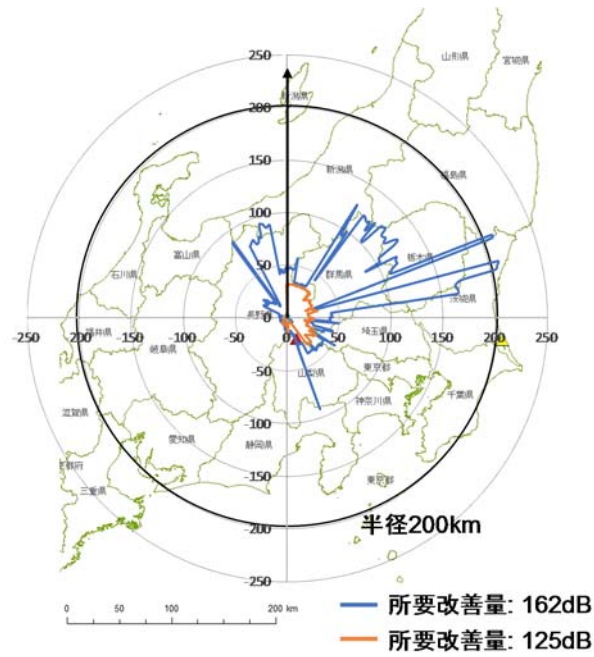 山形県 宮城県
250
新潟県
200
150
新潟県
福島県
100
富山県
栃木県
50
石川県
群馬県
茨城県
長野県
0
-250 -200 -150 -100 -50 0 50 100 150 200 250
福井県
埼玉県
岐阜県
東京都
-50
山梨県
神奈川県
千葉県
滋賀県
-100
愛知県
静岡県
-150
東京都
三重県
-200
半径200km
-250
0 50 100 200 km
所要改善量: 162dB
所要改善量: 125dB